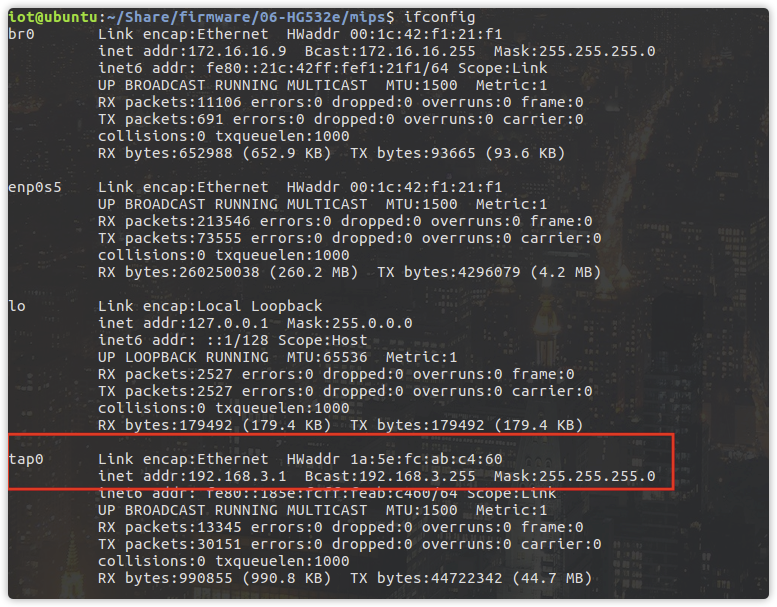 iot@ubuntu:~/Share/firmware/06-HG532e/mips$ ifconfig
br0 Link encap:Ethernet HWaddr 00:1c:42:f1:21:f1
inet addr:172.16.16.9 Bcast:172.16.16.255 Mask:255.255.255.0
inet6 addr: fe80::21c:42ff:fef1:21f1/64 Scope:Link
UP BROADCAST RUNNING MULTICAST MTU:1500 Metric:1
RX packets:11106 errors:0 dropped:0 overruns:0 frame:0
TX packets:691 errors:0 dropped:0 overruns:0 carrier:0
collisions:0 txqueuelen:1000
RX bytes:652988 (652.9 KB) TX bytes:93665 (93.6 KB)
enp0s5 Link encap:Ethernet HWaddr 00:1c:42:f1:21:f1
UP BROADCAST RUNNING MULTICAST MTU:1500 Metric:1
RX packets:213546 errors:0 dropped:0 overruns:0 frame:0
TX packets:73555 errors:0 dropped:0 overruns:0 carrier:0
collisions:0 txqueuelen:1000
RX bytes:260250038 (260.2 MB) TX bytes:4296079 (4.2 MB)
lo Link encap:Local Loopback
inet addr:127.0.0.1 Mask:255.0.0.0
inet6 addr: ::1/128 Scope:Host
UP LOOPBACK RUNNING MTU:65536 Metric:1
RX packets:2527 errors:0 dropped:0 overruns:0 frame:0
TX packets:2527 errors:0 dropped:0 overruns:0 carrier:0
collisions:0 txqueuelen:1000
RX bytes:179492 (179.4 KB) TX bytes:179492 (179.4 KB)
tap0 Link encap:Ethernet HWaddr 1a:5e:fc:ab:c4:60
inet addr:192.168.3.1 Bcast:192.168.3.255 Mask:255.255.255.0
inet6 addr: fe80::185e:fcff:feab:c460/64 Scope:Link
UP BROADCAST RUNNING MULTICAST MTU:1500 Metric:1
RX packets:13345 errors:0 dropped:0 overruns:0 frame:0
TX packets:30151 errors:0 dropped:0 overruns:0 carrier:0
collisions:0 txqueuelen:1000
RX bytes:990855 (990.8 KB) TX bytes:44722342 (44.7 MB)